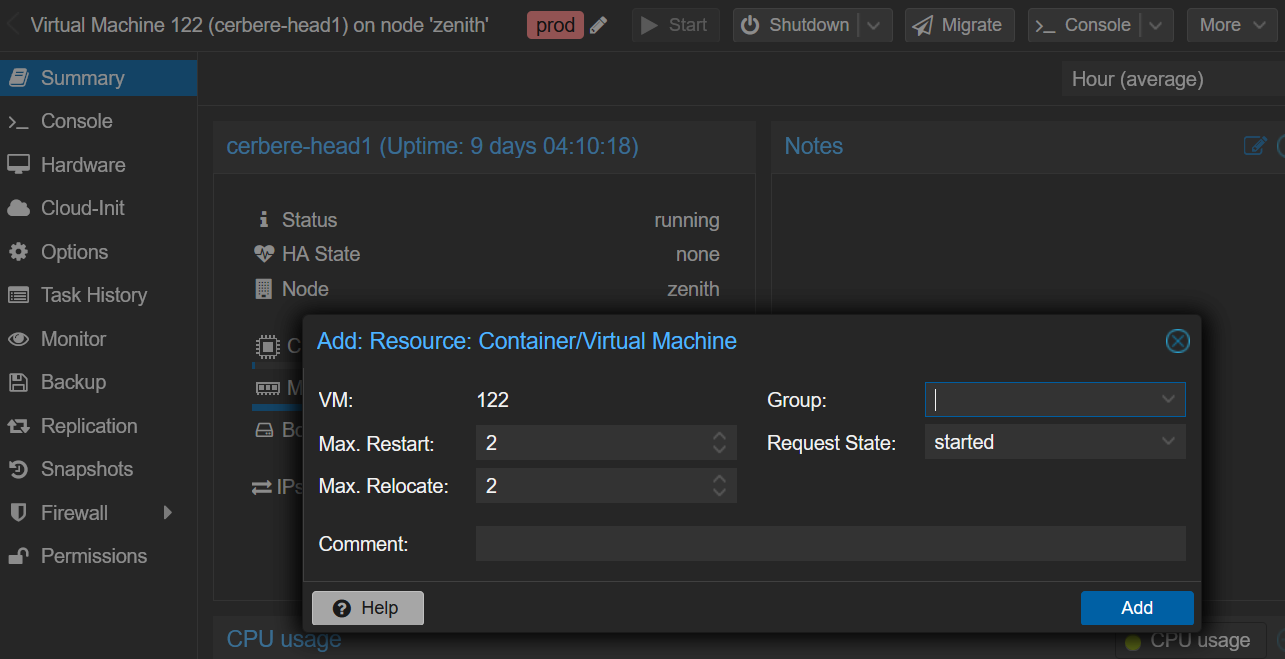 Virtual Machine 122 (cerbere-head1) on node 'zenith' prod Start Shutdown Migrate Console More
Summary
Hour (average)
Console
cerbere-head1 (Uptime: 9 days 04:10:18)
Notes
Hardware
Cloud-Init
Status running
Options
HA State none
Task History
Node zenith
Monitor
Add: Resource: Container/Virtual Machine
C
Backup
M
VM: 122 Group:
Replication
Bo
Max. Restart: 2 Request State: started
Snapshots
IPs
Max. Relocate: 2
Firewall
Permissions
Comment:
Help Add
CPU usage
CPU usage